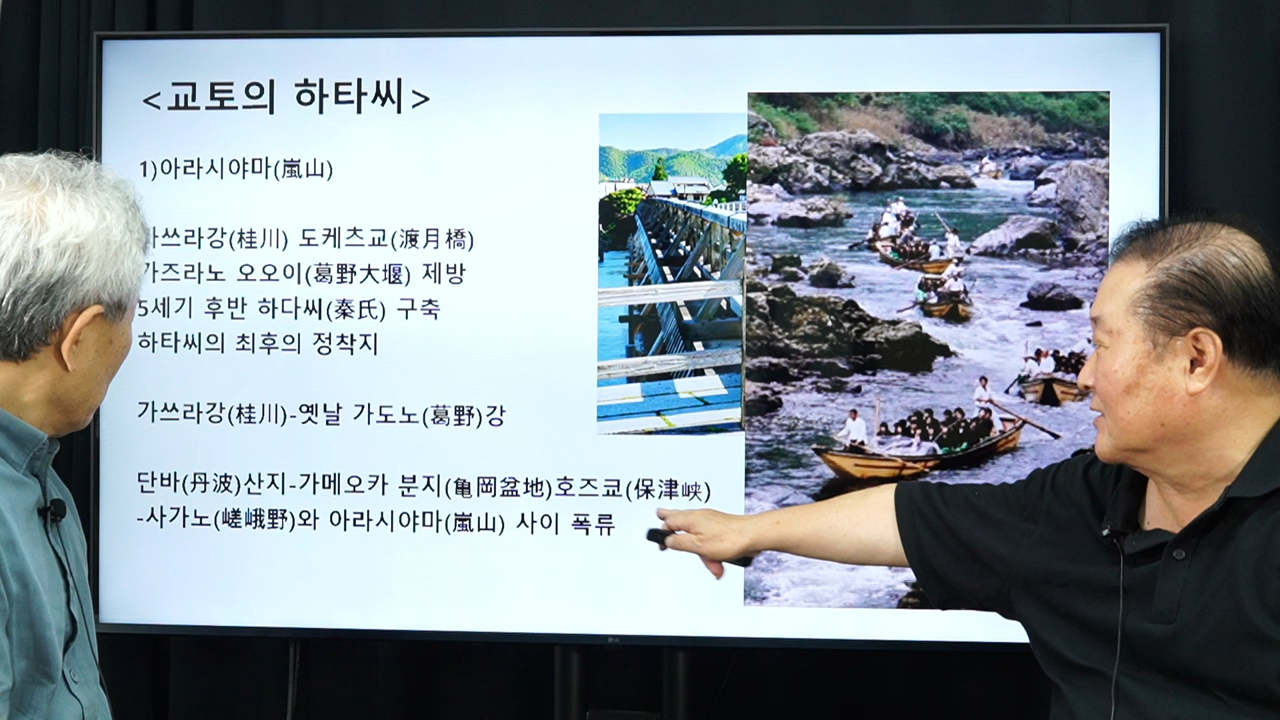 <교토의 하타씨>
1)아라시야마(嵐山)
가쓰라강(桂川) 도케츠교(渡月橋)
가즈라노 오오이(葛野大堰) 제방
5세기 후반 하다씨(秦氏) 구축
하타씨의 최후의 정착지
가쓰라강(桂川)-옛날 가도노(葛野)강
단바(丹波)산지-가메오카 분지(亀岡盆地)호즈쿄(保津峡)
-사가노(嵯峨野)와 아라시야마(嵐山) 사이 폭류
LG